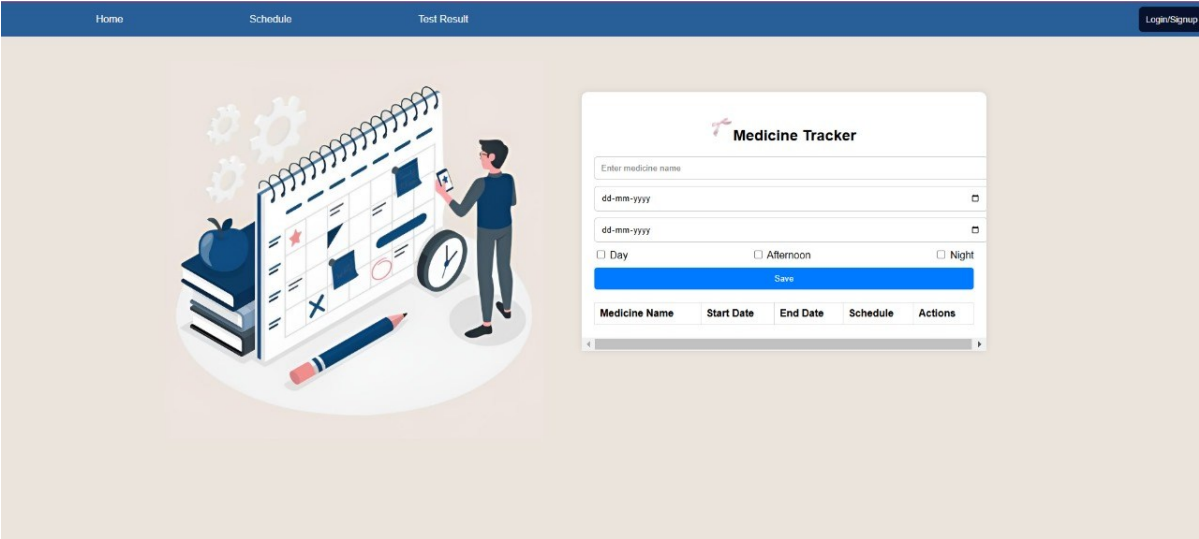 Home Schedule Test Result Login/Signup
Medicine Tracker
Enter medicine name
dd-mm-yyyy
dd-mm-yyyy
Day Afternoon Night
Save
Medicine Name Start Date End Date Schedule Actions